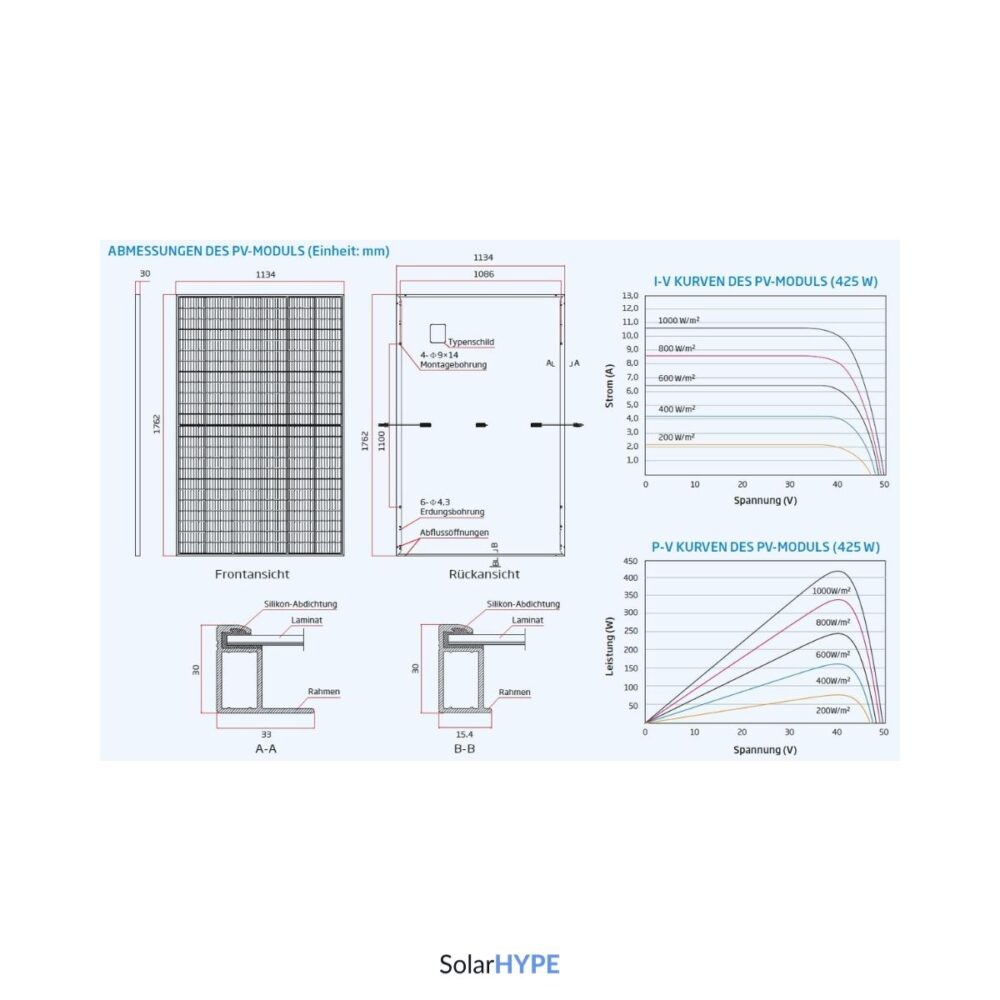 ABMESSUNGEN DES PV-MODULS (Einheit: mm)
30
1134
1762
Frontansicht
1134
1086
Typenschild
4-Φ9×14
Montagebohrung
A
A
1762
1100
6-Φ4,3
Erdungsbohrung
Abflussöffnungen
B
B
Rückansicht
Silikon-Abdichtung
Laminat
30
Rahmen
33
A-A
Silikon-Abdichtung
Laminat
30
Rahmen
15.4
B-B
I-V KURVEN DES PV-MODULS (425 W)
Strom (A)
13,0
12,0
11,0
10,0
9,0
8,0
7,0
6,0
5,0
4,0
3,0
2,0
1,0
1000 W/m²
800 W/m²
600 W/m²
400 W/m²
200 W/m²
0 10 20 30 40 50
Spannung (V)
P-V KURVEN DES PV-MODULS (425 W)
Leistung (W)
450
400
350
300
250
200
150
100
50
1000W/m²
800W/m²
600W/m²
400W/m²
200W/m²
0 10 20 30 40 50
Spannung (V)
SolarHYPE